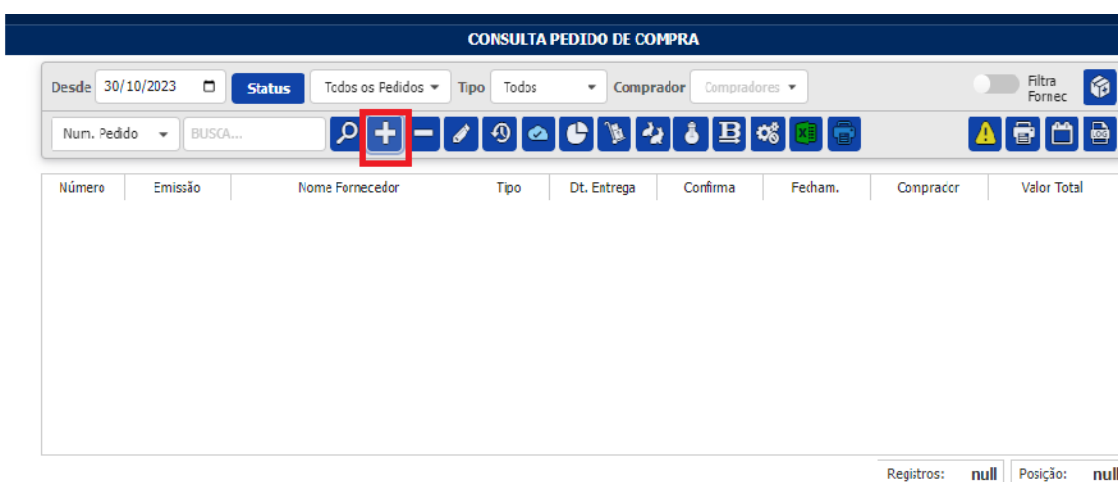 CONSULTA PEDIDO DE COMPRA
Desde 30/10/2023 Status Todos os Pedidos Tipo Todos Comprador Compradores Filtra
Fornec
Num. Pedido BUSCA... B X LOG
Número Emissão Nome Fornecedor Tipo Dt. Entrega Confirma Fecham. Comprador Valor Total
Registros: null Posição: null